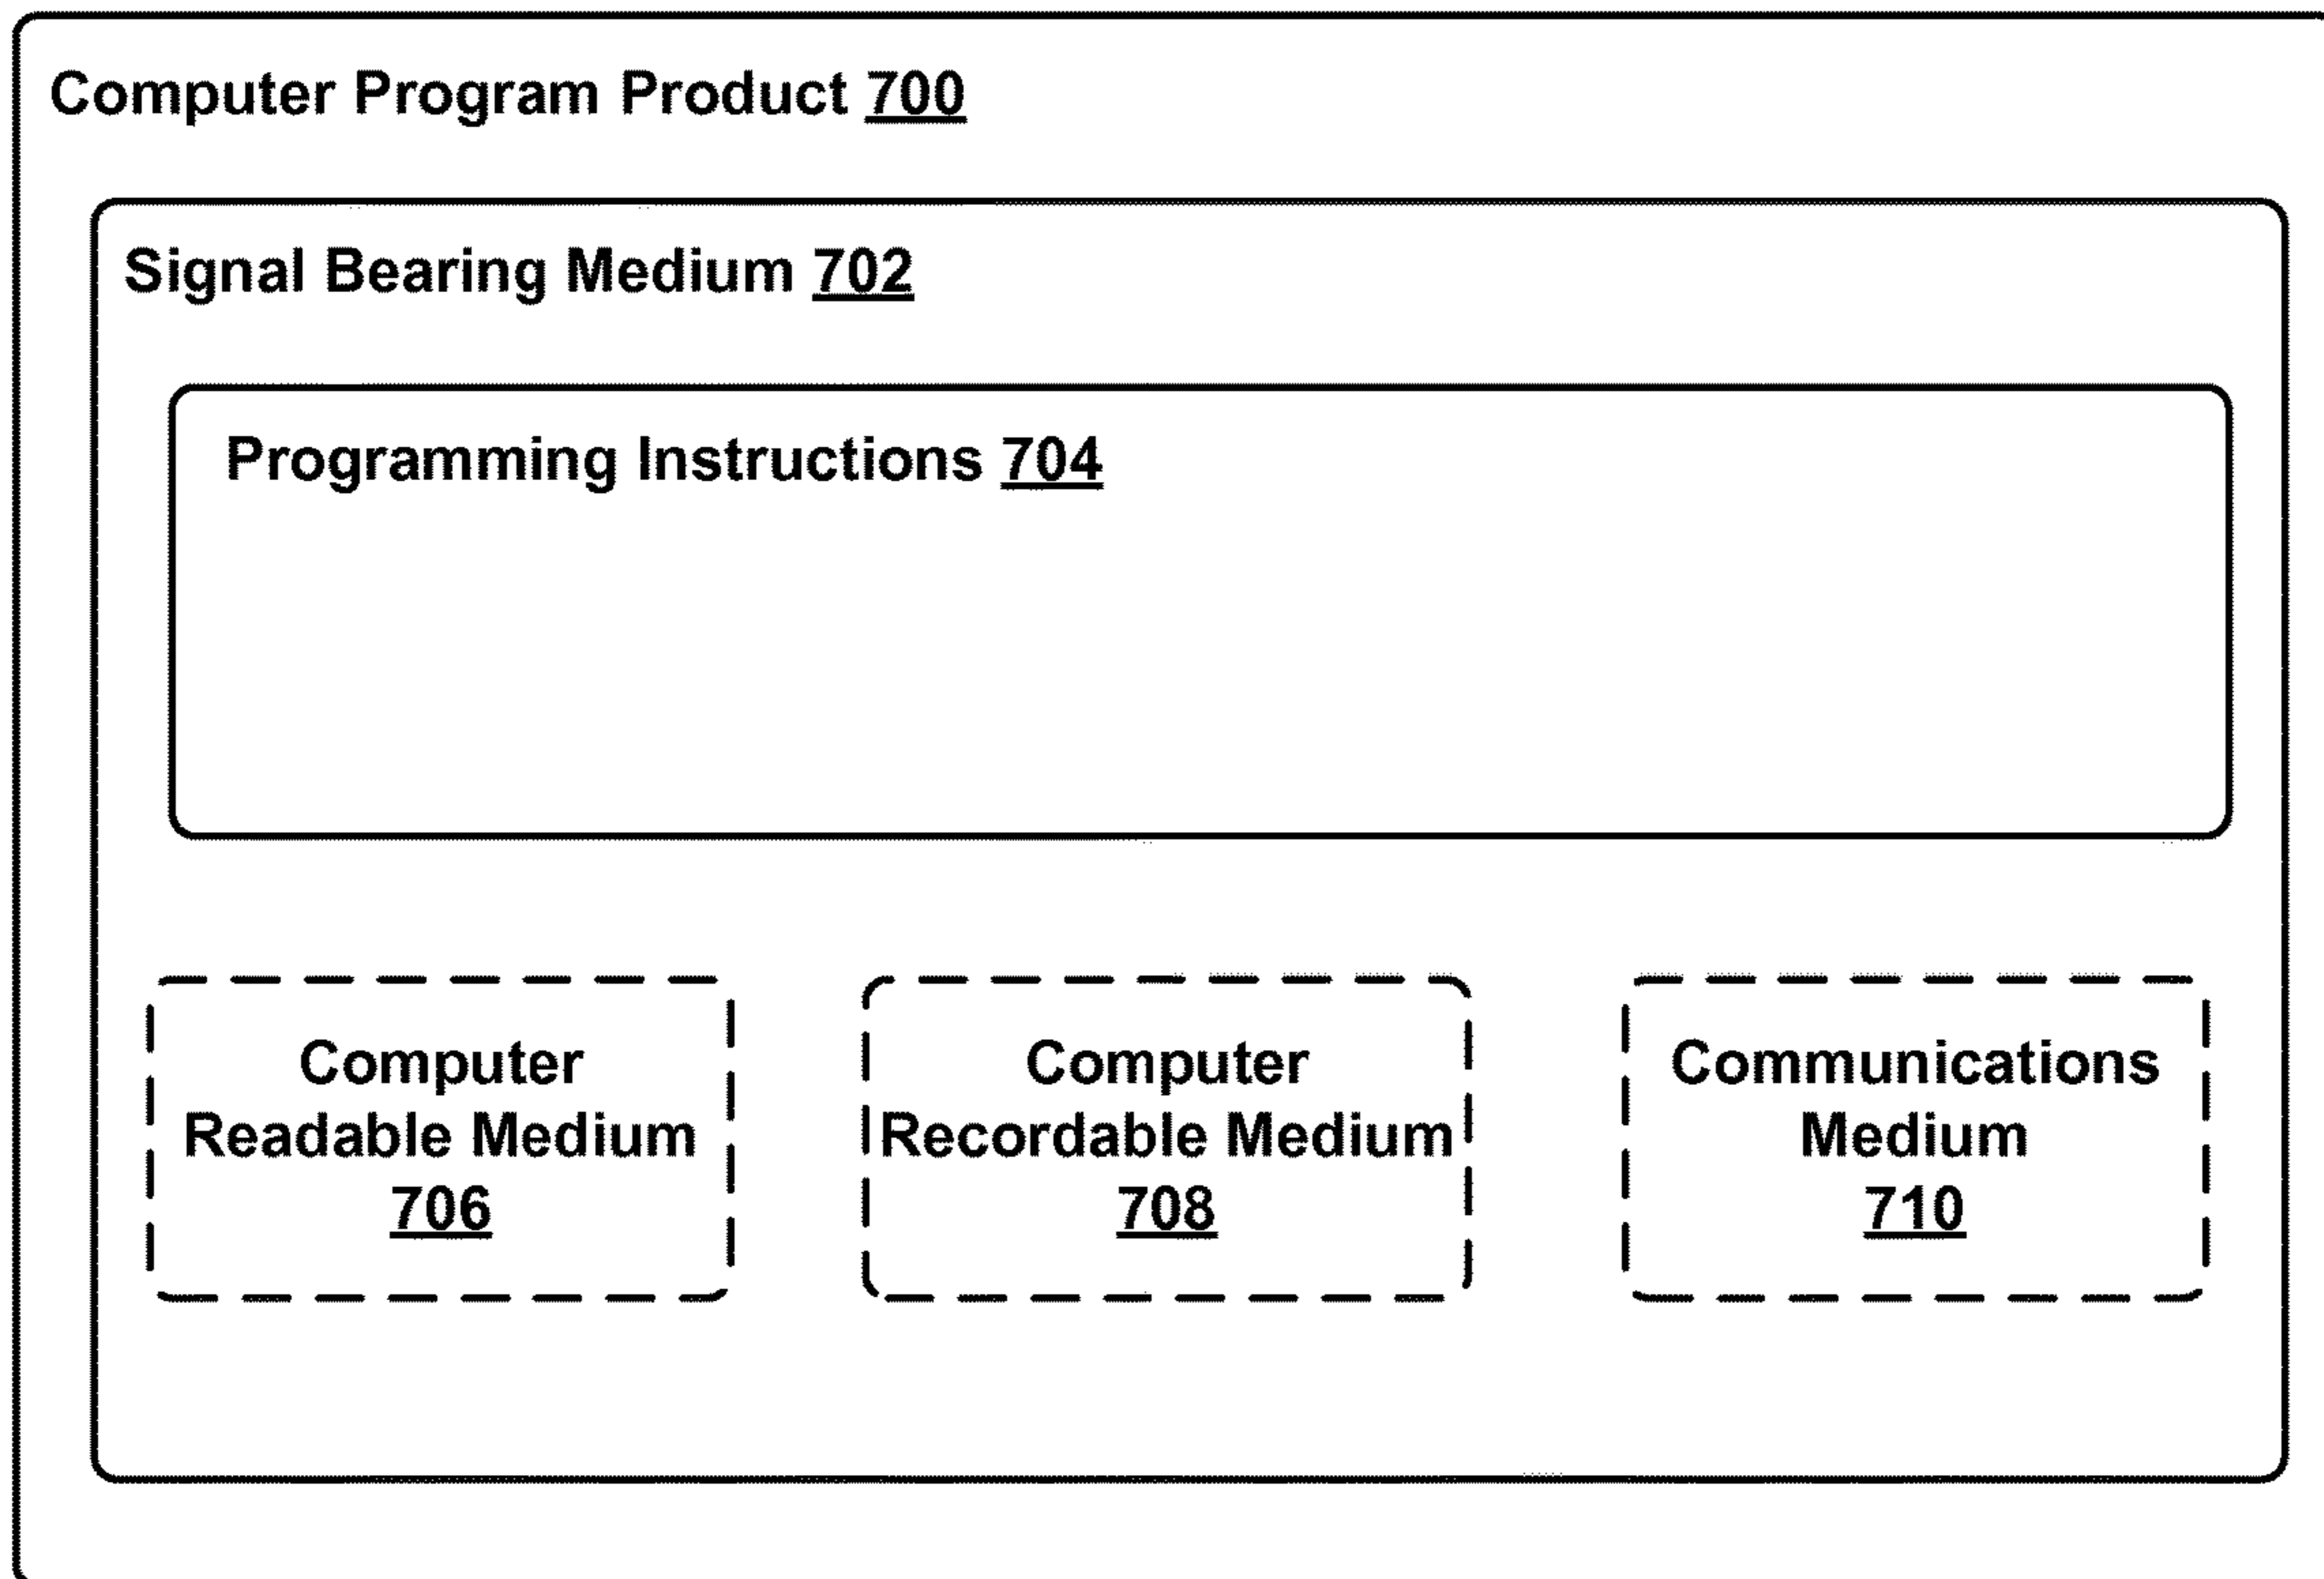 Computer Program Product 700
Signal Bearing Medium 702
Programming Instructions 704
Computer
Readable Medium
706
Computer
Recordable Medium
708
Communications
Medium
710